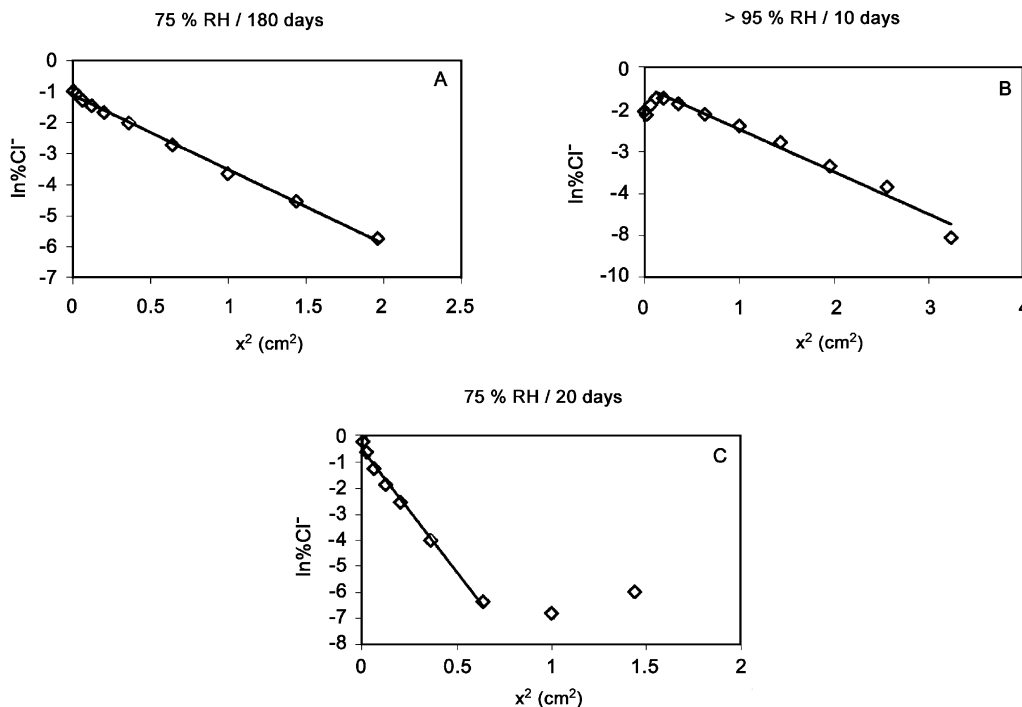 75 % RH / 180 days
A
0
-1
-2
-3
-4
-5
-6
-7
ln%Cl⁻
0 0.5 1 1.5 2 2.5
x² (cm²)
> 95 % RH / 10 days
B
0
-2
-3
-8
-10
ln%Cl⁻
0 1 2 3 4
x² (cm²)
75 % RH / 20 days
C
0
-1
-2
-3
-4
-5
-6
-7
-8
ln%Cl⁻
0 0.5 1 1.5 2
x² (cm²)